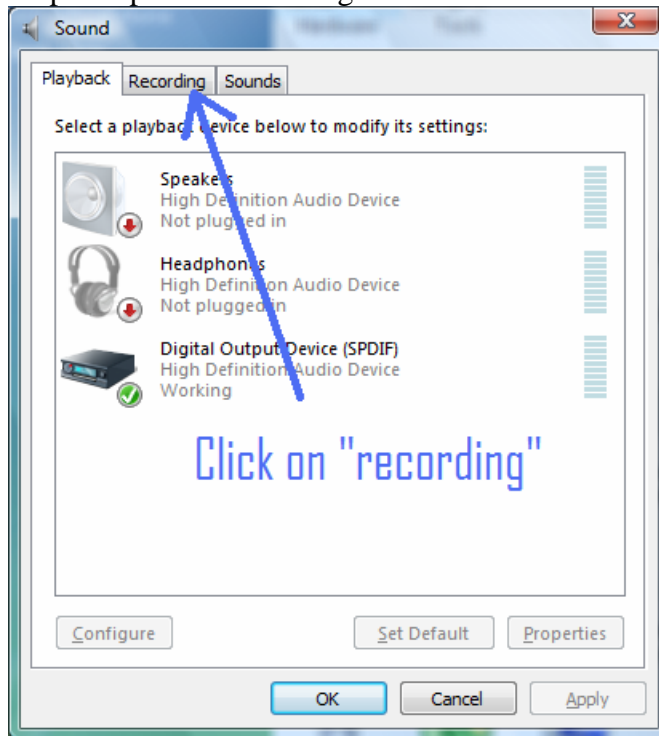 Sound
Playback Recording Sounds
Select a playback device below to modify its settings:
Speakers
High Definition Audio Device
Not plugged in
Headphones
High Definition Audio Device
Not plugged in
Digital Output Device (SPDIF)
High Definition Audio Device
Working
Click on "recording"
Configure Set Default Properties
OK Cancel Apply